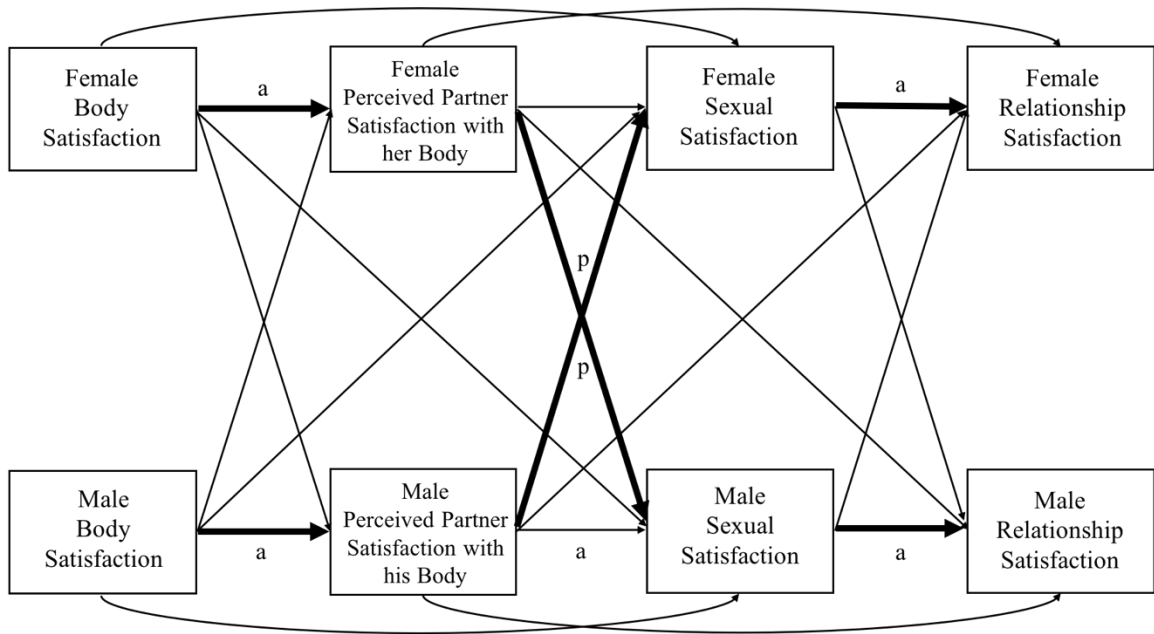 Female
Body
Satisfaction
a
Female
Perceived Partner
Satisfaction with
her Body
Female
Sexual
Satisfaction
a
Female
Relationship
Satisfaction
p
p
Male
Body
Satisfaction
a
Male
Perceived Partner
Satisfaction with
his Body
a
Male
Sexual
Satisfaction
a
Male
Relationship
Satisfaction